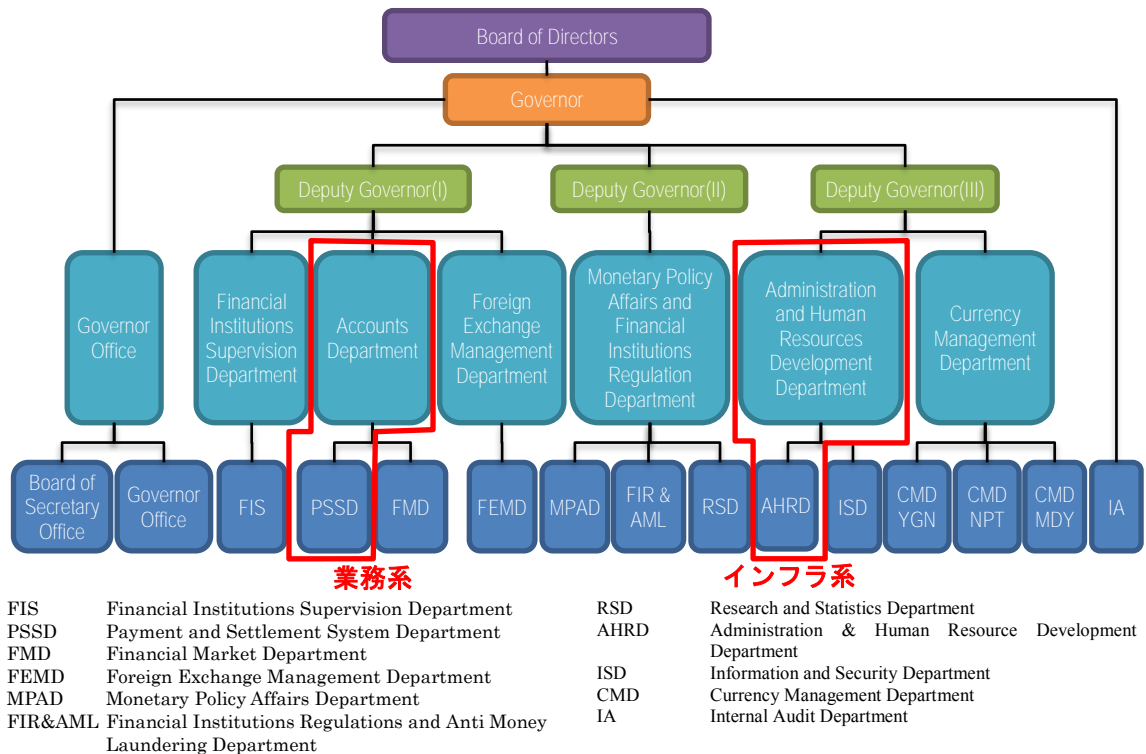 Board of Directors
Governor
Deputy Governor(I)
Deputy Governor(II)
Deputy Governor(III)
Governor
Office
Financial
Institutions
Supervision
Department
Accounts
Department
Foreign
Exchange
Management
Department
Monetary Policy
Affairs and
Financial
Institutions
Regulation
Department
Administration
and Human
Resources
Development
Department
Currency
Management
Department
Board of
Secretary
Office
Governor
Office
FIS
PSSD
FMD
FEMD
MPAD
FIR &
AML
RSD
AHRD
ISD
CMD
YGN
CMD
NPT
CMD
MDY
IA
業務系
インフラ系
FIS Financial Institutions Supervision Department
PSSD Payment and Settlement System Department
FMD Financial Market Department
FEMD Foreign Exchange Management Department
MPAD Monetary Policy Affairs Department
FIR&AML Financial Institutions Regulations and Anti Money
Laundering Department
RSD Research and Statistics Department
AHRD Administration & Human Resource Development
Department
ISD Information and Security Department
CMD Currency Management Department
IA Internal Audit Department